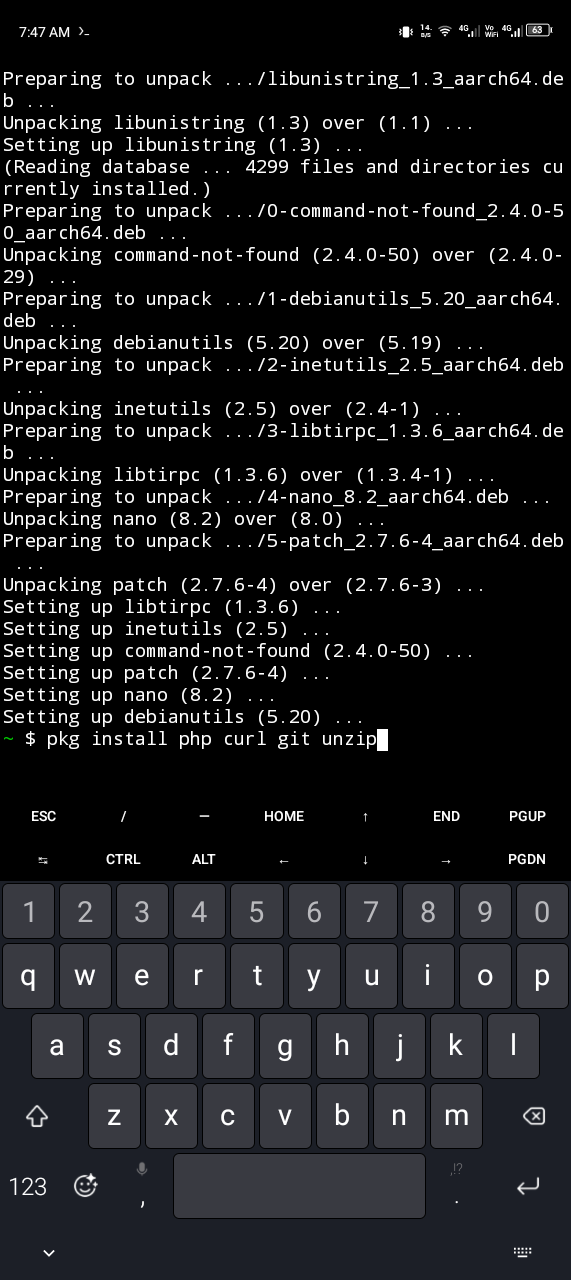 7:47 AM >_ 14. B/S 4G Vo WiFi 4G 63
Preparing to unpack .../libunistring_1.3_aarch64.de
b ...
Unpacking libunistring (1.3) over (1.1) ...
Setting up libunistring (1.3) ...
(Reading database ... 4299 files and directories cu
rrently installed.)
Preparing to unpack .../0-command-not-found_2.4.0-5
0_aarch64.deb ...
Unpacking command-not-found (2.4.0-50) over (2.4.0-
29) ...
Preparing to unpack .../1-debianutils_5.20_aarch64.
deb ...
Unpacking debianutils (5.20) over (5.19) ...
Preparing to unpack .../2-inetutils_2.5_aarch64.deb
 ...
Unpacking inetutils (2.5) over (2.4-1) ...
Preparing to unpack .../3-libtirpc_1.3.6_aarch64.de
b ...
Unpacking libtirpc (1.3.6) over (1.3.4-1) ...
Preparing to unpack .../4-nano_8.2_aarch64.deb ...
Unpacking nano (8.2) over (8.0) ...
Preparing to unpack .../5-patch_2.7.6-4_aarch64.deb
 ...
Unpacking patch (2.7.6-4) over (2.7.6-3) ...
Setting up libtirpc (1.3.6) ...
Setting up inetutils (2.5) ...
Setting up command-not-found (2.4.0-50) ...
Setting up patch (2.7.6-4) ...
Setting up nano (8.2) ...
Setting up debianutils (5.20) ...
~ $ pkg install php curl git unzip
ESC / — HOME ↑ END PGUP
↹ CTRL ALT ← ↓ → PGDN
1 2 3 4 5 6 7 8 9 0
q w e r t y u i o p
a s d f g h j k l
z x c v b n m
123 , ,!? .